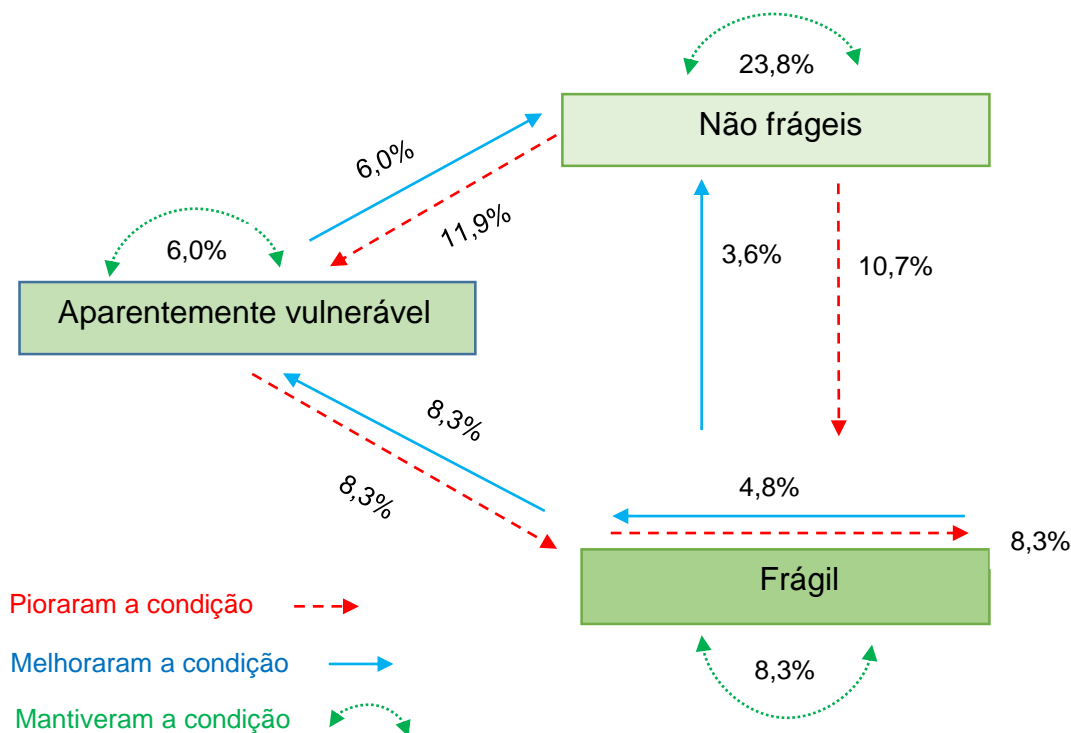 23,8%
Não frágeis
6,0%
11,9%
6,0%
3,6%
10,7%
Aparentemente vulnerável
8,3%
8,3%
4,8%
8,3%
Frágil
Pioraram a condição
Melhoraram a condição
8,3%
Mantiveram a condição